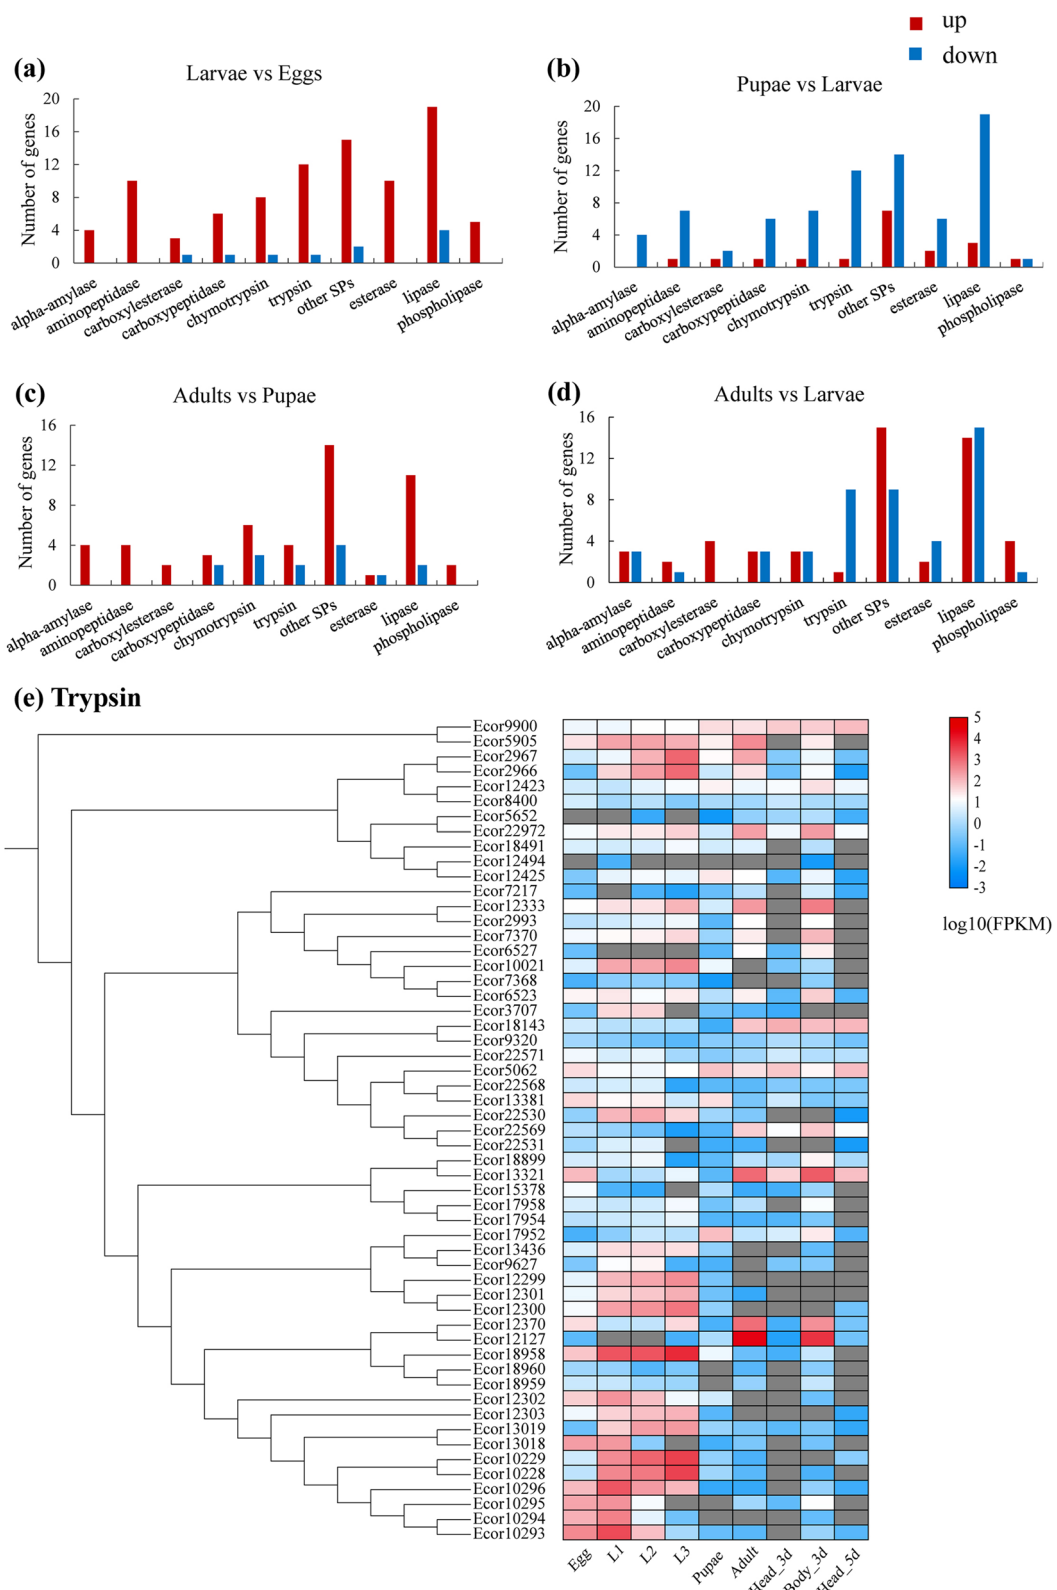 up
down
(a)
Larvae vs Eggs
Number of genes
20
16
12
8
4
0
alpha-amylase
aminopeptidase
carboxylesterase
carboxypeptidase
chymotrypsin
trypsin
other SPs
esterase
lipase
phospholipase
(b)
Pupae vs Larvae
Number of genes
20
16
12
8
4
0
alpha-amylase
aminopeptidase
carboxylesterase
carboxypeptidase
chymotrypsin
trypsin
other SPs
esterase
lipase
phospholipase
(c)
Adults vs Pupae
Number of genes
16
12
8
4
0
alpha-amylase
aminopeptidase
carboxylesterase
carboxypeptidase
chymotrypsin
trypsin
other SPs
esterase
lipase
phospholipase
(d)
Adults vs Larvae
Number of genes
16
12
8
4
0
alpha-amylase
aminopeptidase
carboxylesterase
carboxypeptidase
chymotrypsin
trypsin
other SPs
esterase
lipase
phospholipase
(e) Trypsin
Ecor9900
Ecor5905
Ecor2967
Ecor2966
Ecor12423
Ecor8400
Ecor5652
Ecor22972
Ecor18491
Ecor12494
Ecor12425
Ecor7217
Ecor12333
Ecor2993
Ecor7370
Ecor6527
Ecor10021
Ecor7368
Ecor6523
Ecor3707
Ecor18143
Ecor9320
Ecor22571
Ecor5062
Ecor22568
Ecor13381
Ecor22530
Ecor22569
Ecor22531
Ecor18899
Ecor13321
Ecor15378
Ecor17958
Ecor17954
Ecor17952
Ecor13436
Ecor9627
Ecor12299
Ecor12301
Ecor12300
Ecor12370
Ecor12127
Ecor18958
Ecor18960
Ecor18959
Ecor12302
Ecor12303
Ecor13019
Ecor13018
Ecor10229
Ecor10228
Ecor10296
Ecor10295
Ecor10294
Ecor10293
Egg
L1
L2
L3
Pupae
Adult
Head_3d
Body_3d
Head_5d
5
4
3
2
1
0
-1
-2
-3
log10(FPKM)